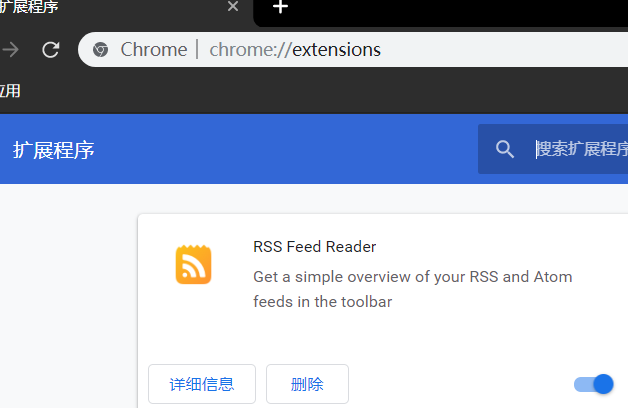 扩展程序
Chrome | chrome://extensions
应用
扩展程序
搜索扩展程序
RSS Feed Reader
Get a simple overview of your RSS and Atom
feeds in the toolbar
详细信息
删除